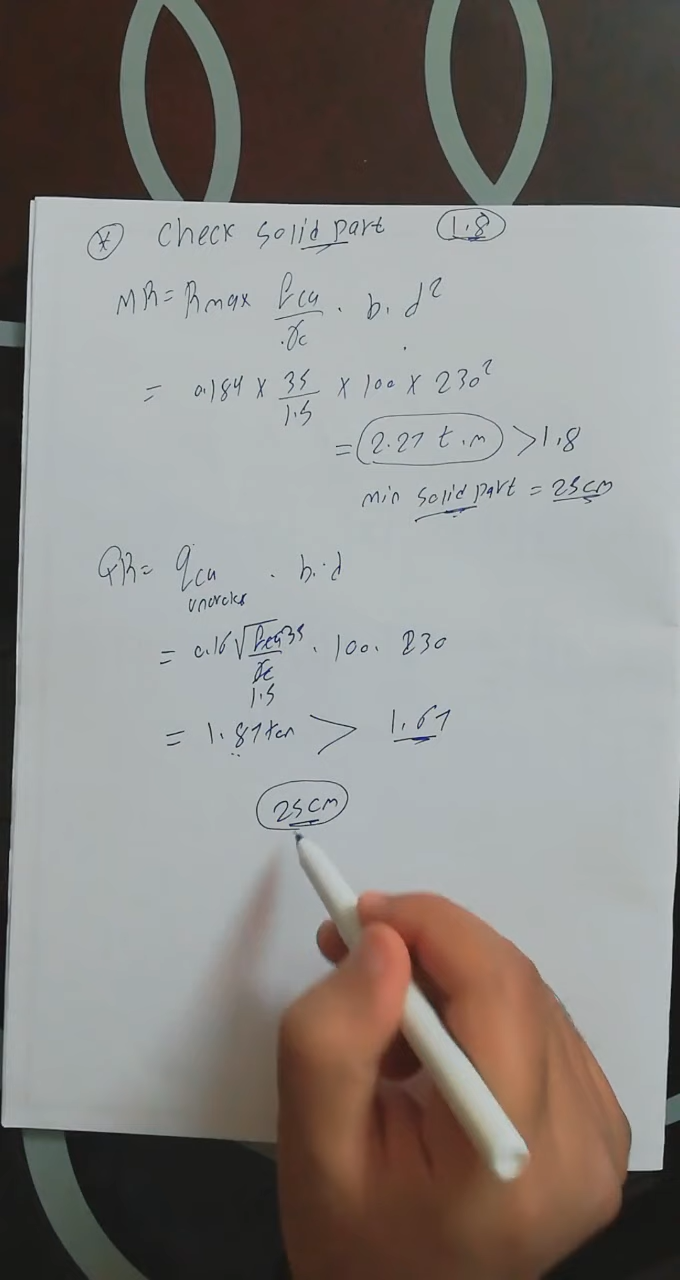 * Check solid part 1.8
MR = Rmax fcu/γc . b . d²
= 0.184 × 35/1.5 × 100 × 230²
= 2.27 t.m > 1.8
min solid part = 25cm
QR = qcu . b . d
= 0.16 √fcu 35/γc 1.5 . 100 . 230
= 1.87 ton > 1.67
25cm